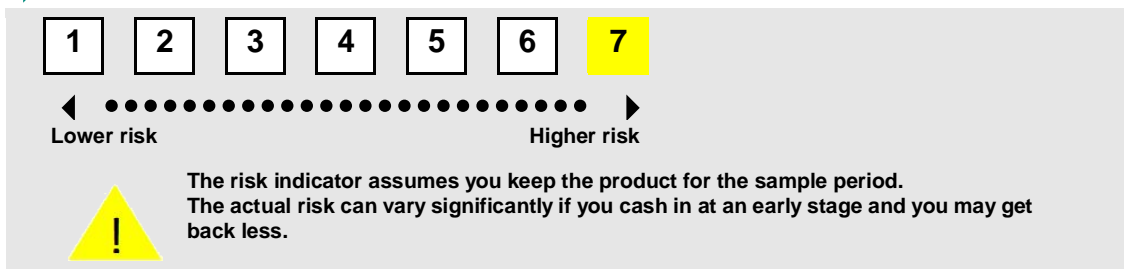 1 2 3 4 5 6 7
Lower risk Higher risk
The risk indicator assumes you keep the product for the sample period.
The actual risk can vary significantly if you cash in at an early stage and you may get
back less.
!